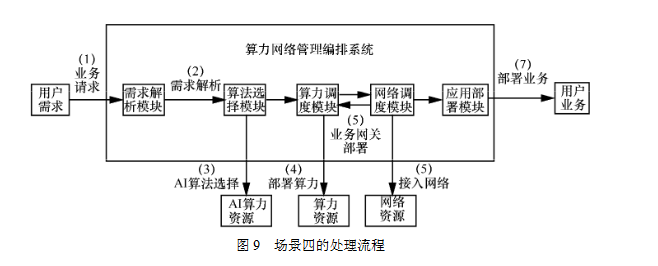 算力网络管理编排系统
(1)
业务
请求
(2)
需求解析
(7)
部署业务
用户
需求
需求解
析模块
算法选
择模块
算力调
度模块
网络调
度模块
应用部
署模块
用户
业务
(5)
业务网关
部署
(3)
AI算法选择
(4)
部署算力
(5)
接入网络
AI算力
资源
算力
资源
网络
资源
图 9 场景四的处理流程